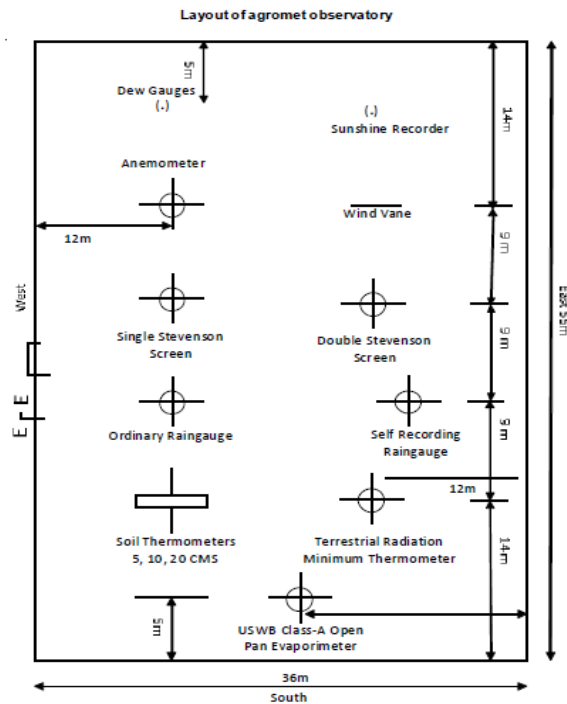 Layout of agromet observatory
5m
Dew Gauges
(.)
(.)
Sunshine Recorder
14m
Anemometer
Wind Vane
12m
9 m
West
East 55m
Single Stevenson
Screen
Double Stevenson
Screen
9 m
E E
Ordinary Raingauge
Self Recording
Raingauge
9 m
12m
Soil Thermometers
5, 10, 20 CMS
Terrestrial Radiation
Minimum Thermometer
14m
5m
USWB Class-A Open
Pan Evaporimeter
36m
South